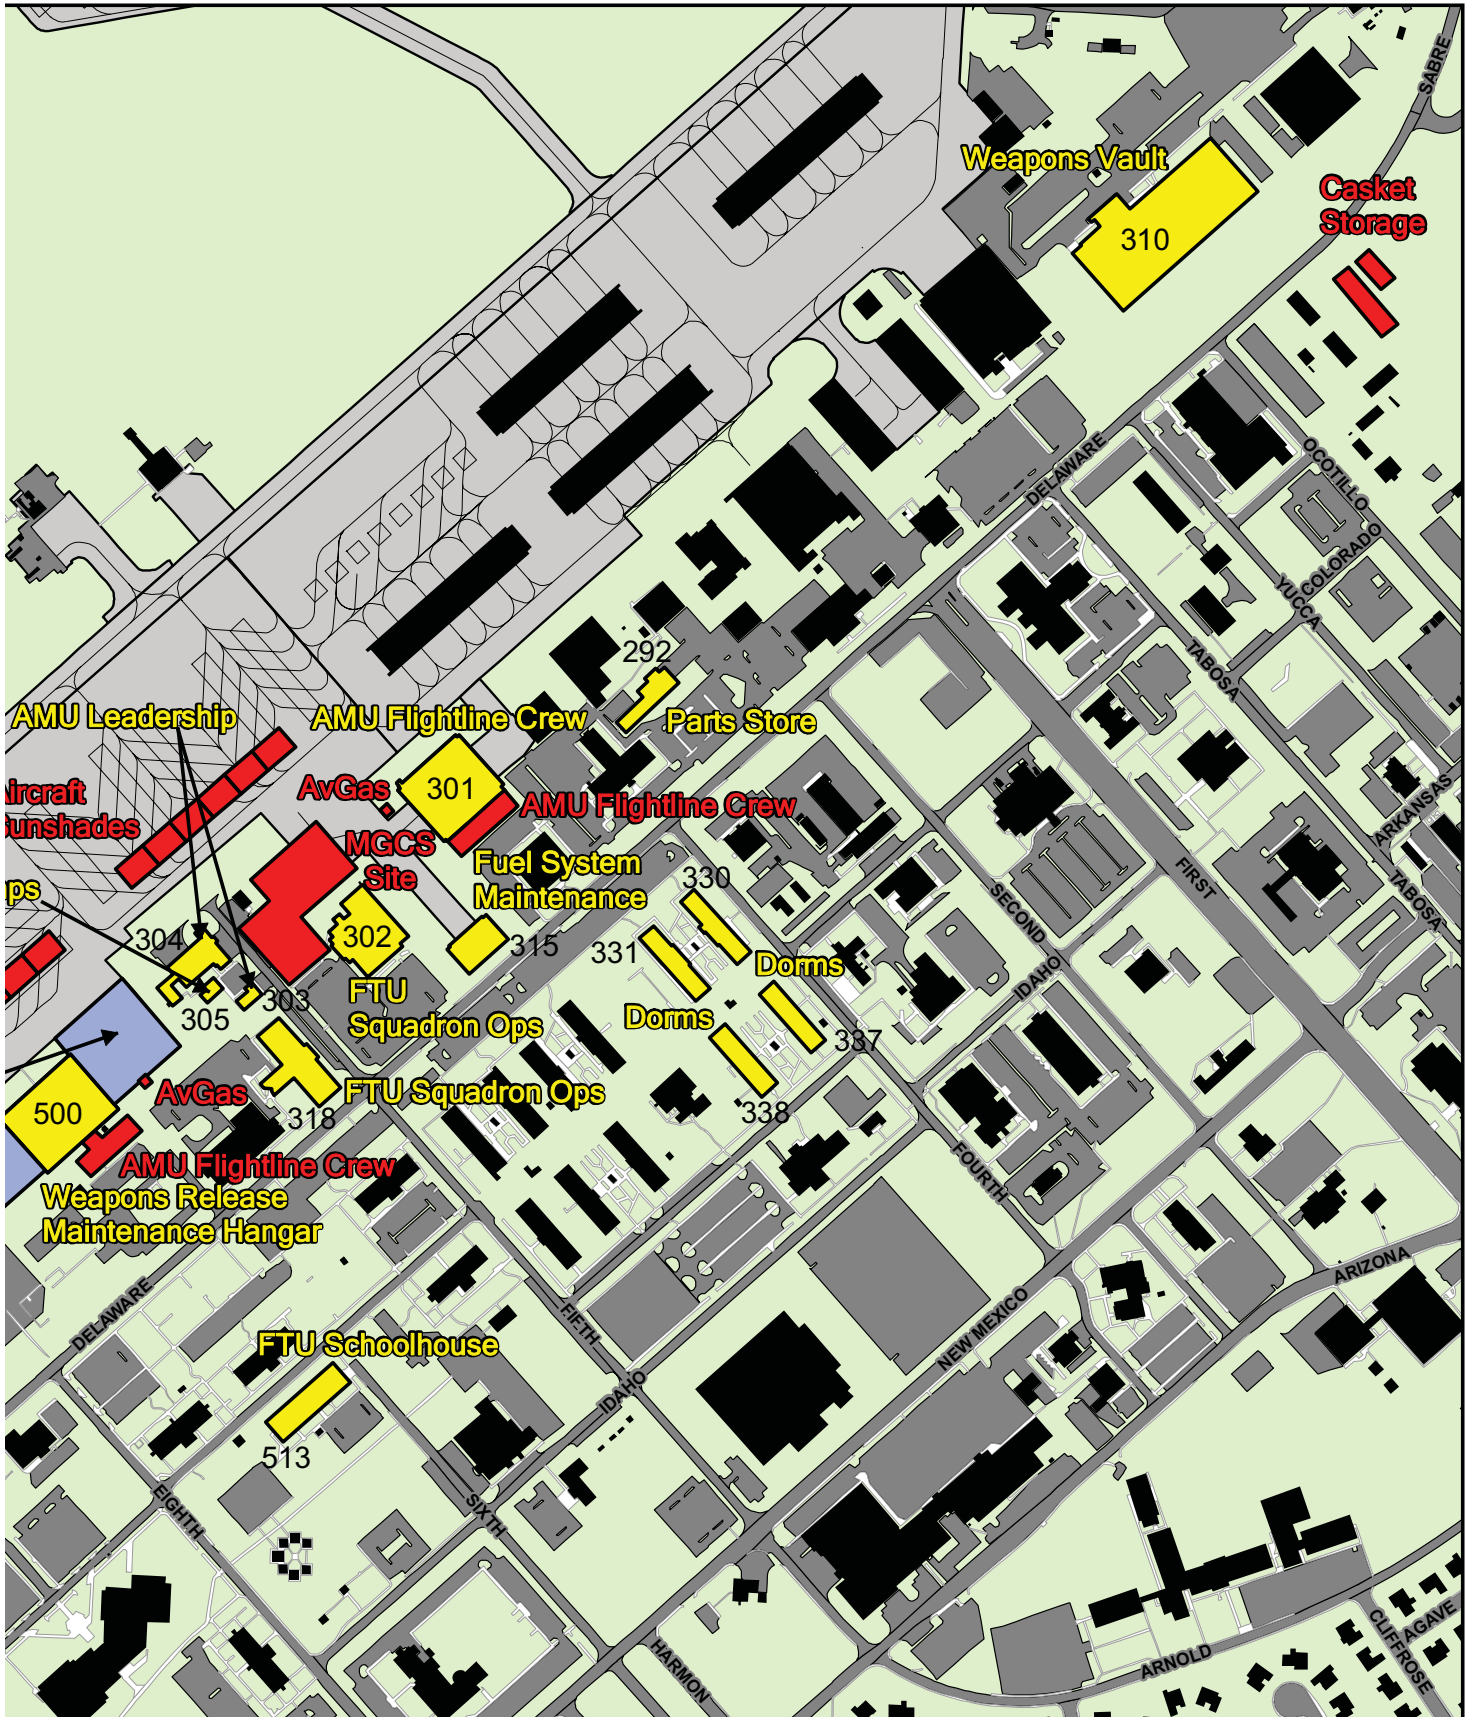 SABRE
Weapons Vault
Casket
Storage
310
DELAWARE
OCOTILLO
COLORADO
YUCCA
TABOSA
292
Parts Store
AMU Leadership
AMU Flightline Crew
AvGas
301
AMU Flightline Crew
ircraft
unshades
MGCS
Site
Fuel System
Maintenance
ARKANSAS
FIRST
TABOSA
SECOND
IDAHO
ps
304
302
315
330
331
Dorms
Dorms
303
305
FTU
Squadron Ops
337
338
FTU Squadron Ops
318
AvGas
500
AMU Flightline Crew
Weapons Release
Maintenance Hangar
FOURTH
ARIZONA
NEW MEXICO
DELAWARE
FIFTH
FTU Schoolhouse
IDAHO
513
EIGHTH
SIXTH
HARMON
ARNOLD
CLIFFROSE
AGAVE